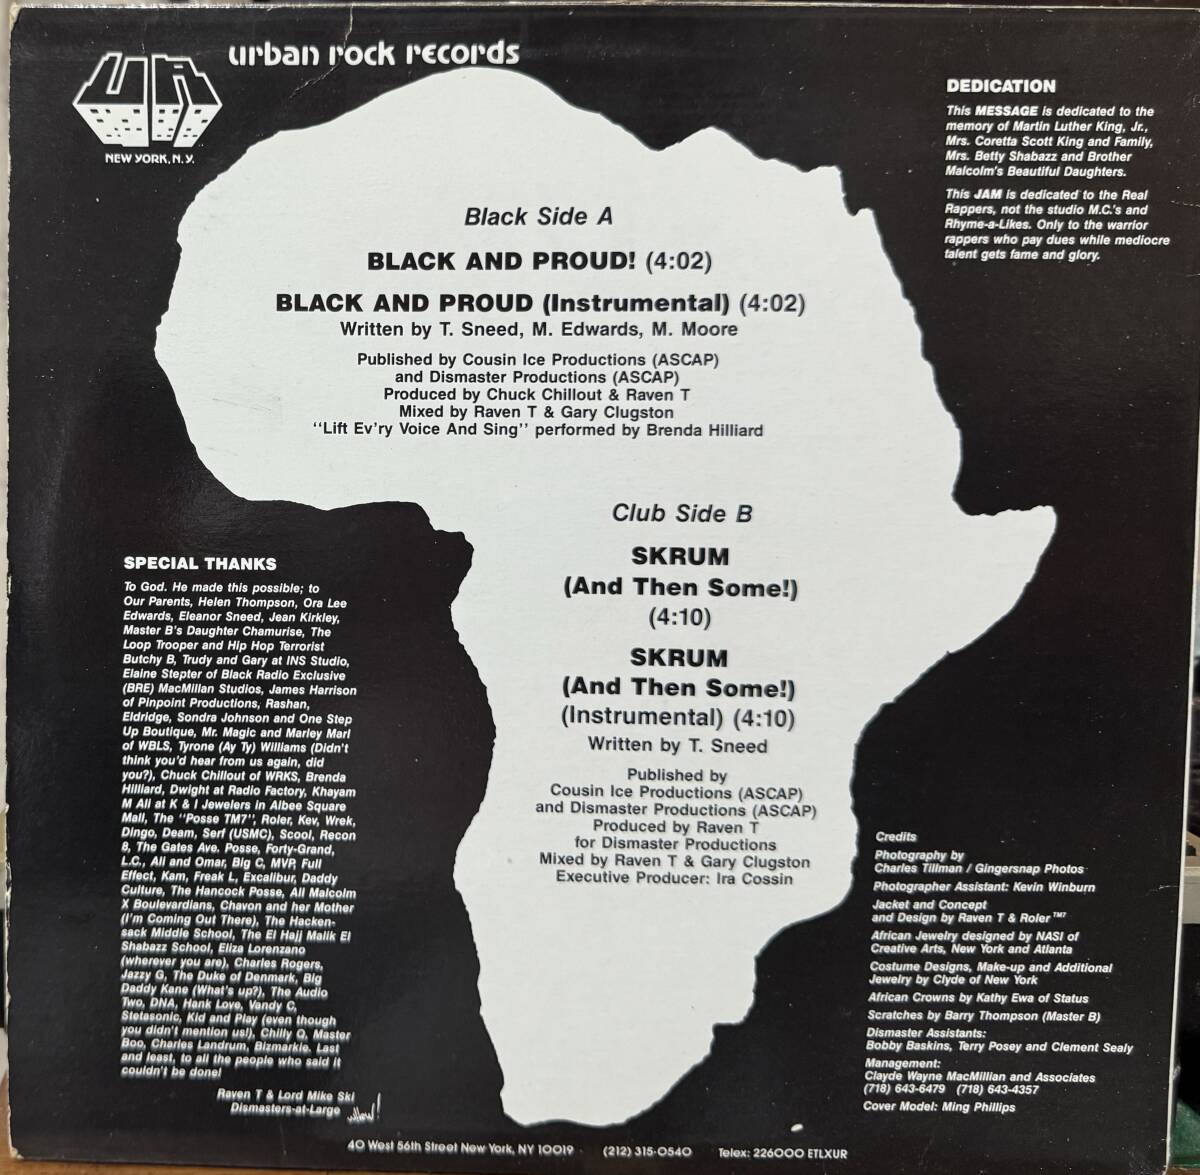 urban rock records
UR
NEW YORK, N.Y.
DEDICATION
This MESSAGE is dedicated to the
memory of Martin Luther King, Jr.,
Mrs. Coretta Scott King and Family,
Mrs. Betty Shabazz and Brother
Malcolm's Beautiful Daughters.
This JAM is dedicated to the Real
Rappers, not the studio M.C.'s and
Rhyme-a-Likes. Only to the warrior
rappers who pay dues while mediocre
talent gets fame and glory.
Black Side A
BLACK AND PROUD! (4:02)
BLACK AND PROUD (Instrumental) (4:02)
Written by T. Sneed, M. Edwards, M. Moore
Published by Cousin Ice Productions (ASCAP)
and Dismaster Productions (ASCAP)
Produced by Chuck Chillout & Raven T
Mixed by Raven T & Gary Clugston
"Lift Ev'ry Voice And Sing" performed by Brenda Hilliard
Club Side B
SKRUM
(And Then Some!)
(4:10)
SKRUM
(And Then Some!)
(Instrumental) (4:10)
Written by T. Sneed
Published by
Cousin Ice Productions (ASCAP)
and Dismaster Productions (ASCAP)
Produced by Raven T
for Dismaster Productions
Mixed by Raven T & Gary Clugston
Executive Producer: Ira Cossin
SPECIAL THANKS
To God. He made this possible; to
Our Parents, Helen Thompson, Ora Lee
Edwards, Eleanor Sneed, Jean Kirkley,
Master B's Daughter Chamurise, The
Loop Trooper and Hip Hop Terrorist
Butchy B, Trudy and Gary at INS Studio,
Elaine Stepter of Black Radio Exclusive
(BRE) MacMillan Studios, James Harrison
of Pinpoint Productions, Rashan,
Eldridge, Sondra Johnson and One Step
Up Boutique, Mr. Magic and Marley Marl
of WBLS, Tyrone (Ay Ty) Williams (Didn't
think you'd hear from us again, did
you?), Chuck Chillout of WRKS, Brenda
Hilliard, Dwight at Radio Factory, Khayam
M Ali at K & I Jewelers in Albee Square
Mall, The "Posse TM7", Roler, Kev, Wrek,
Dingo, Deam, Serf (USMC), Scool, Recon
8, The Gates Ave. Posse, Forty-Grand,
L.C., Ali and Omar, Big C, MVP, Full
Effect, Kam, Freak L, Excalibur, Daddy
Culture, The Hancock Posse, All Malcolm
X Boulevardians, Chavon and her Mother
(I'm Coming Out There), The Hacken-
sack Middle School, The El Hajj Malik El
Shabazz School, Eliza Lorenzano
(wherever you are), Charles Rogers,
Jazzy G, The Duke of Denmark, Big
Daddy Kane (What's up?), The Audio
Two, DNA, Hank Love, Vandy C,
Stetasonic, Kid and Play (even though
you didn't mention us!), Chilly Q, Master
Boo, Charles Landrum, Bizmarkie. Last
and least, to all the people who said it
couldn't be done!
Raven T & Lord Mike Ski
Dismasters-at-Large
Credits
Photography by
Charles Tillman / Gingersnap Photos
Photographer Assistant: Kevin Winburn
Jacket and Concept
and Design by Raven T & Roler TM7
African Jewelry designed by NASI of
Creative Arts, New York and Atlanta
Costume Designs, Make-up and Additional
Jewelry by Clyde of New York
African Crowns by Kathy Ewa of Status
Scratches by Barry Thompson (Master B)
Dismaster Assistants:
Bobby Baskins, Terry Posey and Clement Sealy
Management:
Clayde Wayne MacMillian and Associates
(718) 643-6479 (718) 643-4357
Cover Model: Ming Phillips
40 West 56th Street New York, NY 10019 (212) 315-0540 Telex: 226000 ETLXUR